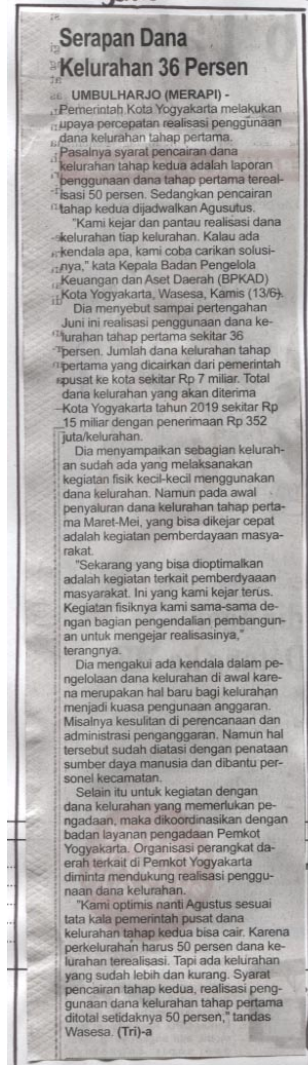 Serapan Dana
Kelurahan 36 Persen
UMBULHARJO (MERAPI) -
Pemerintah Kota Yogyakarta melakukan
upaya percepatan realisasi penggunaan
dana kelurahan tahap pertama.
Pasalnya syarat pencairan dana
kelurahan tahap kedua adalah laporan
penggunaan dana tahap pertama tereal-
isasi 50 persen. Sedangkan pencairan
tahap kedua dijadwalkan Agusutus.
"Kami kejar dan pantau realisasi dana
kelurahan tiap kelurahan. Kalau ada
kendala apa, kami coba carikan solusi-
nya," kata Kepala Badan Pengelola
Keuangan dan Aset Daerah (BPKAD)
Kota Yogyakarta, Wasesa, Kamis (13/6).
Dia menyebut sampai pertengahan
Juni ini realisasi penggunaan dana ke-
lurahan tahap pertama sekitar 36
persen. Jumlah dana kelurahan tahap
pertama yang dicairkan dari pemerintah
pusat ke kota sekitar Rp 7 miliar. Total
dana kelurahan yang akan diterima
Kota Yogyakarta tahun 2019 sekitar Rp
15 miliar dengan penerimaan Rp 352
juta/kelurahan.
Dia menyampaikan sebagian kelurah-
an sudah ada yang melaksanakan
kegiatan fisik kecil-kecil menggunakan
dana kelurahan. Namun pada awal
penyaluran dana kelurahan tahap perta-
ma Maret-Mei, yang bisa dikejar cepat
adalah kegiatan pemberdayaan masya-
rakat.
"Sekarang yang bisa dioptimalkan
adalah kegiatan terkait pemberdyaaan
masyarakat. Ini yang kami kejar terus.
Kegiatan fisiknya kami sama-sama de-
ngan bagian pengendalian pembangun-
an untuk mengejar realisasinya,"
terangnya.
Dia mengakui ada kendala dalam pe-
ngelolaan dana kelurahan di awal kare-
na merupakan hal baru bagi kelurahan
menjadi kuasa pengunaan anggaran.
Misalnya kesulitan di perencanaan dan
administrasi penganggaran. Namun hal
tersebut sudah diatasi dengan penataan
sumber daya manusia dan dibantu per-
sonel kecamatan.
Selain itu untuk kegiatan dengan
dana kelurahan yang memerlukan pe-
ngadaan, maka dikoordinasikan dengan
badan layanan pengadaan Pemkot
Yogyakarta. Organisasi perangkat da-
erah terkait di Pemkot Yogyakarta
diminta mendukung realisasi penggu-
naan dana kelurahan.
"Kami optimis nanti Agustus sesuai
tata kala pemerintah pusat dana
kelurahan tahap kedua bisa cair. Karena
perkelurahan harus 50 persen dana ke-
lurahan terealisasi. Tapi ada kelurahan
yang sudah lebih dan kurang. Syarat
pencairan tahap kedua, realisasi peng-
gunaan dana kelurahan tahap pertama
ditotal setidaknya 50 persen," tandas
Wasesa. (Tri)-a